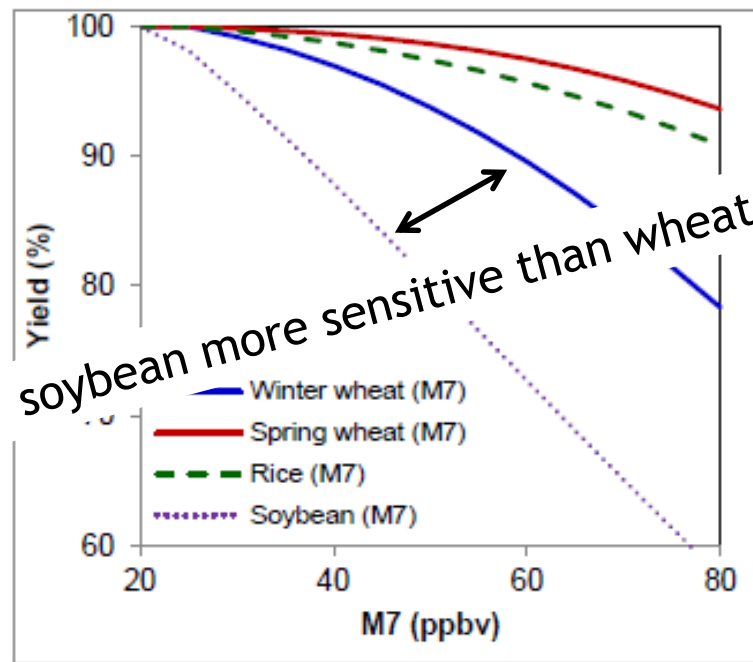 100
90
80
60
Yield (%)
soybean more sensitive than wheat
Winter wheat (M7)
Spring wheat (M7)
Rice (M7)
Soybean (M7)
20
40
60
80
M7 (ppbv)